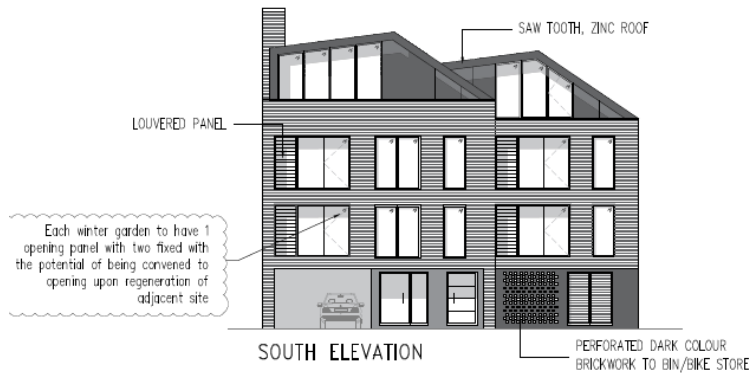 SAW TOOTH, ZINC ROOF
LOUVERED PANEL
Each winter garden to have 1
opening panel with two fixed with
the potential of being convened to
opening upon regeneration of
adjacent site
SOUTH ELEVATION
PERFORATED DARK COLOUR
BRICKWORK TO BIN/BIKE STORE